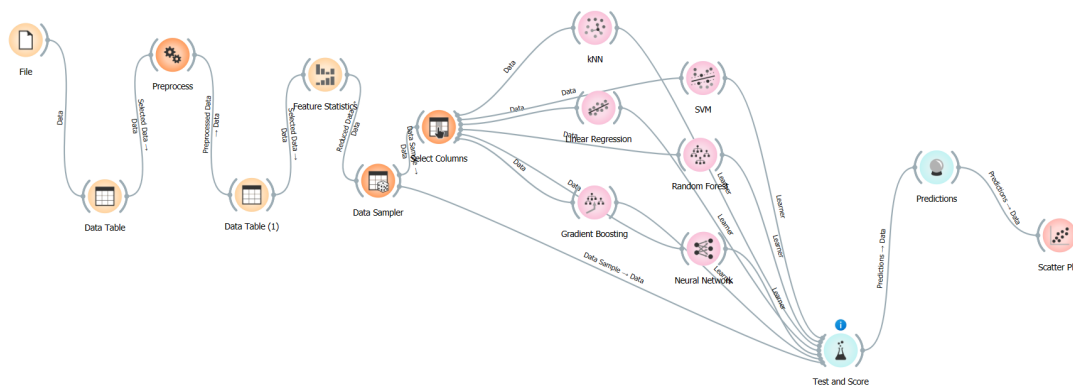 File
Data
Data Table
Selected Data →
Data
Preprocess
Preprocessed Data
→ Data
Data Table (1)
Selected Data →
Data
Feature Statistics
Data
Data Sampler
Data Sample →
Data
Select Columns
Data
kNN
Data
SVM
Data
Linear Regression
Data
Random Forest
Data
Gradient Boosting
Data
Neural Network
Data Sample → Data
Learner
Learner
Learner
Learner
Learner
Learner
Test and Score
Predictions → Data
Predictions
Predictions → Data
Scatter Pl